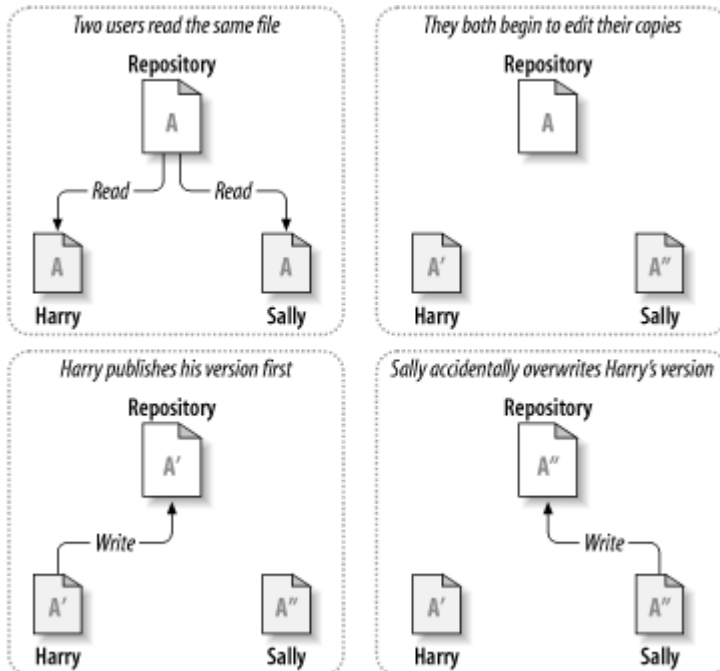 Two users read the same file
Repository
A
Read Read
A A
Harry Sally
They both begin to edit their copies
Repository
A
A′ A″
Harry Sally
Harry publishes his version first
Repository
A′
Write
A′ A″
Harry Sally
Sally accidentally overwrites Harry's version
Repository
A″
Write
A′ A″
Harry Sally